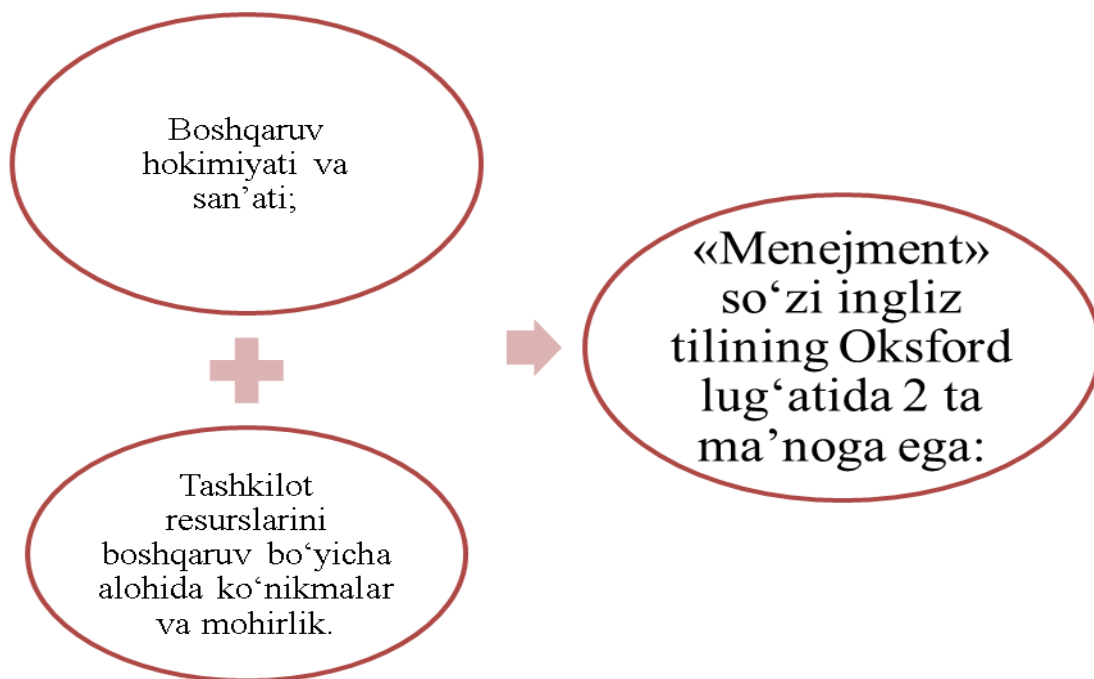 Boshqaruv
hokimiyati va
san’ati;
Tashkilot
resurslarini
boshqaruv bo‘yicha
alohida ko‘nikmalar
va mohirlik.
«Menejment»
so‘zi ingliz
tilining Oksford
lug‘atida 2 ta
ma’noga ega: